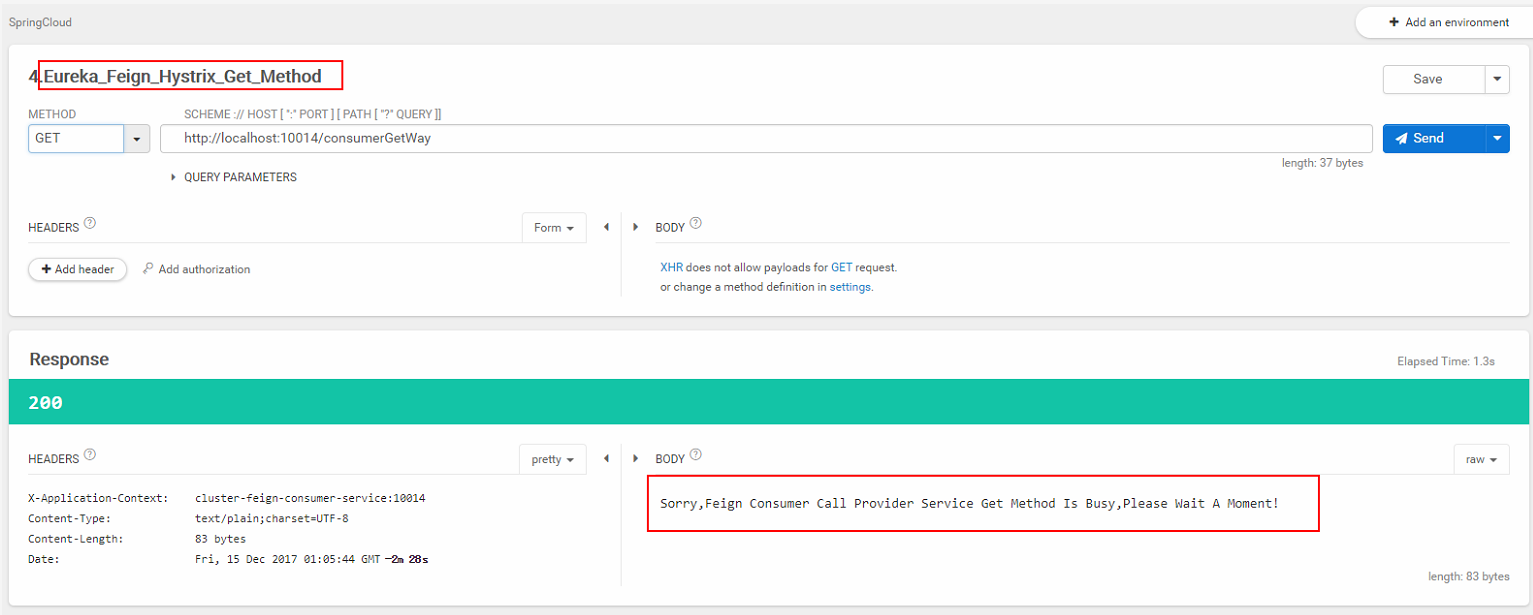 SpringCloud
+ Add an environment
4.Eureka_Feign_Hystrix_Get_Method
Save
METHOD
SCHEME :// HOST [ ":" PORT ] [ PATH [ "?" QUERY ]]
GET
http://localhost:10014/consumerGetWay
Send
length: 37 bytes
QUERY PARAMETERS
HEADERS ?
Form
BODY ?
+ Add header
Add authorization
XHR does not allow payloads for GET request.
or change a method definition in settings.
Response
Elapsed Time: 1.3s
200
HEADERS ?
pretty
BODY ?
raw
X-Application-Context: cluster-feign-consumer-service:10014
Content-Type: text/plain;charset=UTF-8
Content-Length: 83 bytes
Date: Fri, 15 Dec 2017 01:05:44 GMT -2m 28s
Sorry,Feign Consumer Call Provider Service Get Method Is Busy,Please Wait A Moment!
length: 83 bytes